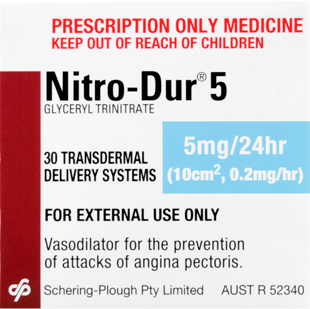 PRESCRIPTION ONLY MEDICINE
KEEP OUT OF REACH OF CHILDREN
Nitro-Dur® 5
GLYCERYL TRINITRATE
30 TRANSDERMAL
DELIVERY SYSTEMS
5mg/24hr
(10cm², 0.2mg/hr)
FOR EXTERNAL USE ONLY
Vasodilator for the prevention
of attacks of angina pectoris.
Schering-Plough Pty Limited AUST R 52340